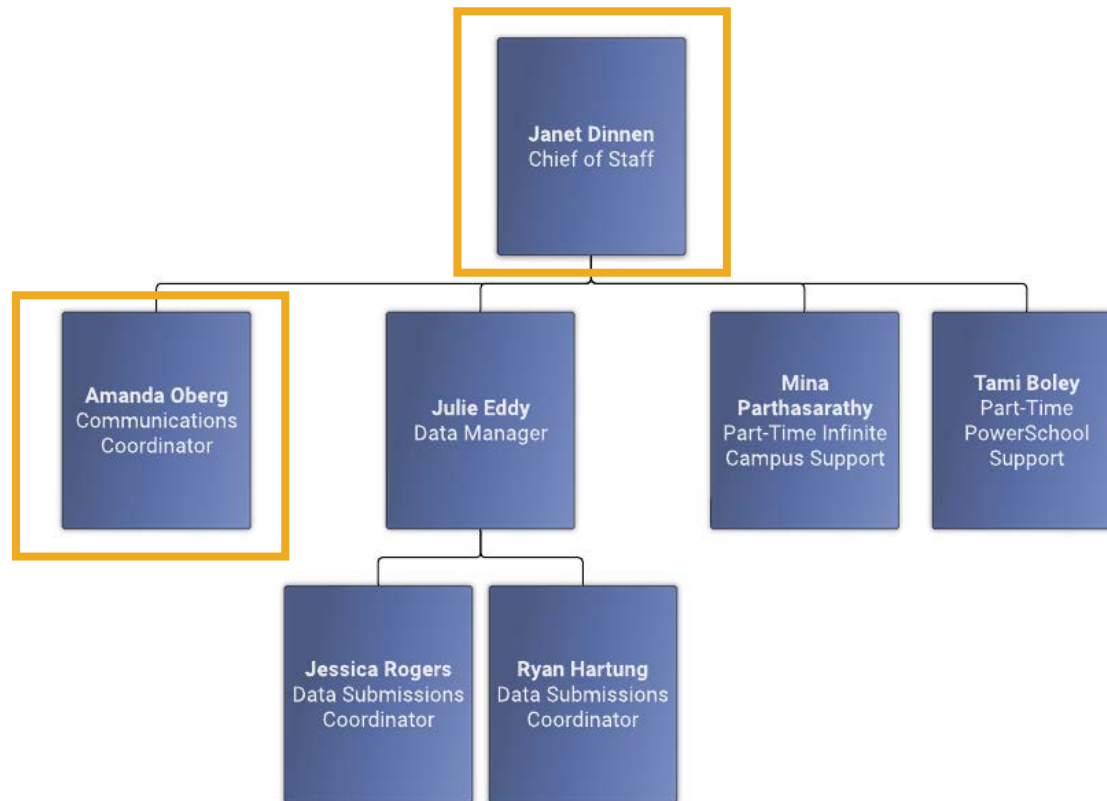 Janet Dinnen
Chief of Staff
Amanda Oberg
Communications
Coordinator
Julie Eddy
Data Manager
Mina
Parthasarathy
Part-Time Infinite
Campus Support
Tami Boley
Part-Time
PowerSchool
Support
Jessica Rogers
Data Submissions
Coordinator
Ryan Hartung
Data Submissions
Coordinator